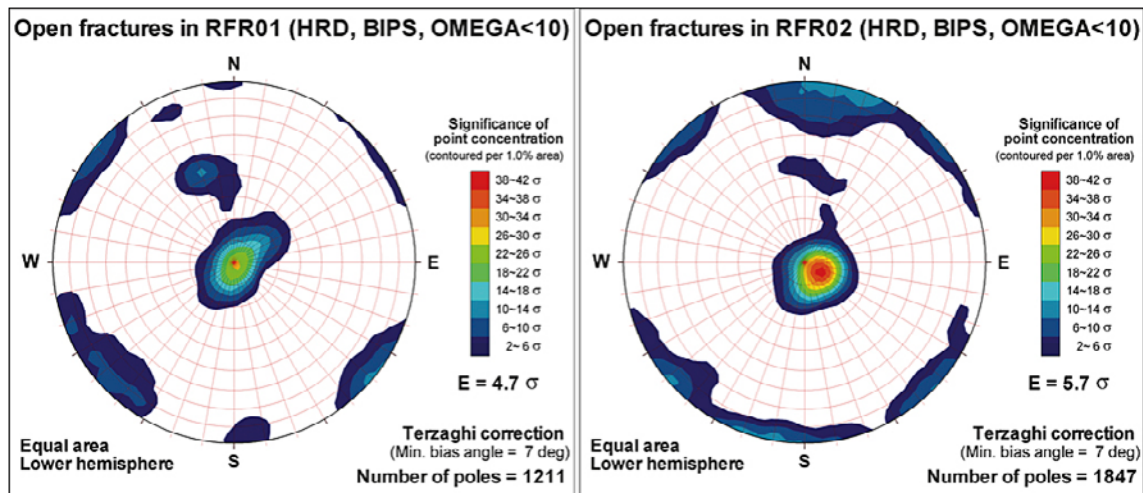 Open fractures in RFR01 (HRD, BIPS, OMEGA<10)
N
W
E
S
Significance of
point concentration
(contoured per 1.0% area)
38~42 σ
34~38 σ
30~34 σ
26~30 σ
22~26 σ
18~22 σ
14~18 σ
10~14 σ
6~10 σ
2~ 6 σ
E = 4.7 σ
Equal area
Lower hemisphere
Terzaghi correction
(Min. bias angle = 7 deg)
Number of poles = 1211
Open fractures in RFR02 (HRD, BIPS, OMEGA<10)
N
W
E
S
Significance of
point concentration
(contoured per 1.0% area)
38~42 σ
34~38 σ
30~34 σ
26~30 σ
22~26 σ
18~22 σ
14~18 σ
10~14 σ
6~10 σ
2~ 6 σ
E = 5.7 σ
Equal area
Lower hemisphere
Terzaghi correction
(Min. bias angle = 7 deg)
Number of poles = 1847